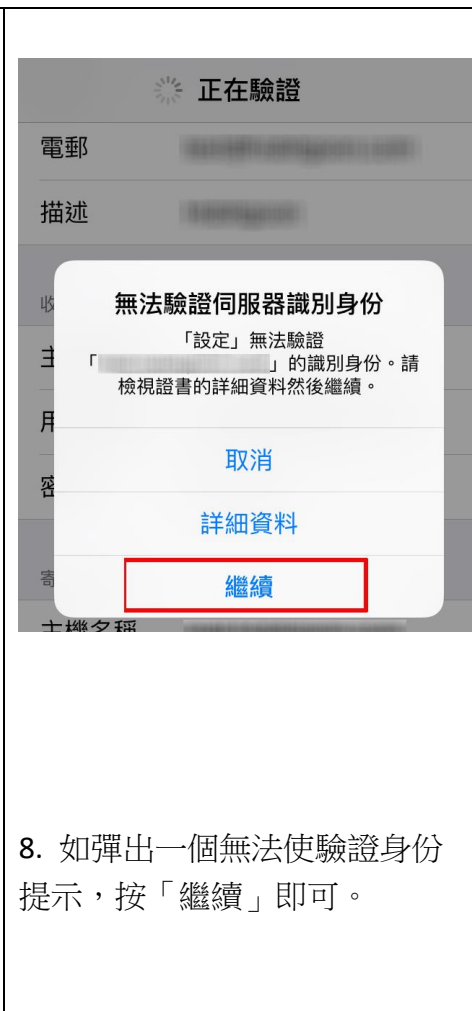 正在驗證
電郵
描述
收
無法驗證伺服器識別身份
「設定」無法驗證
「 」的識別身份。請
檢視證書的詳細資料然後繼續。
主
用
密
取消
詳細資料
繼續
寄
主機名稱
8. 如彈出一個無法使驗證身份
提示，按「繼續」即可。